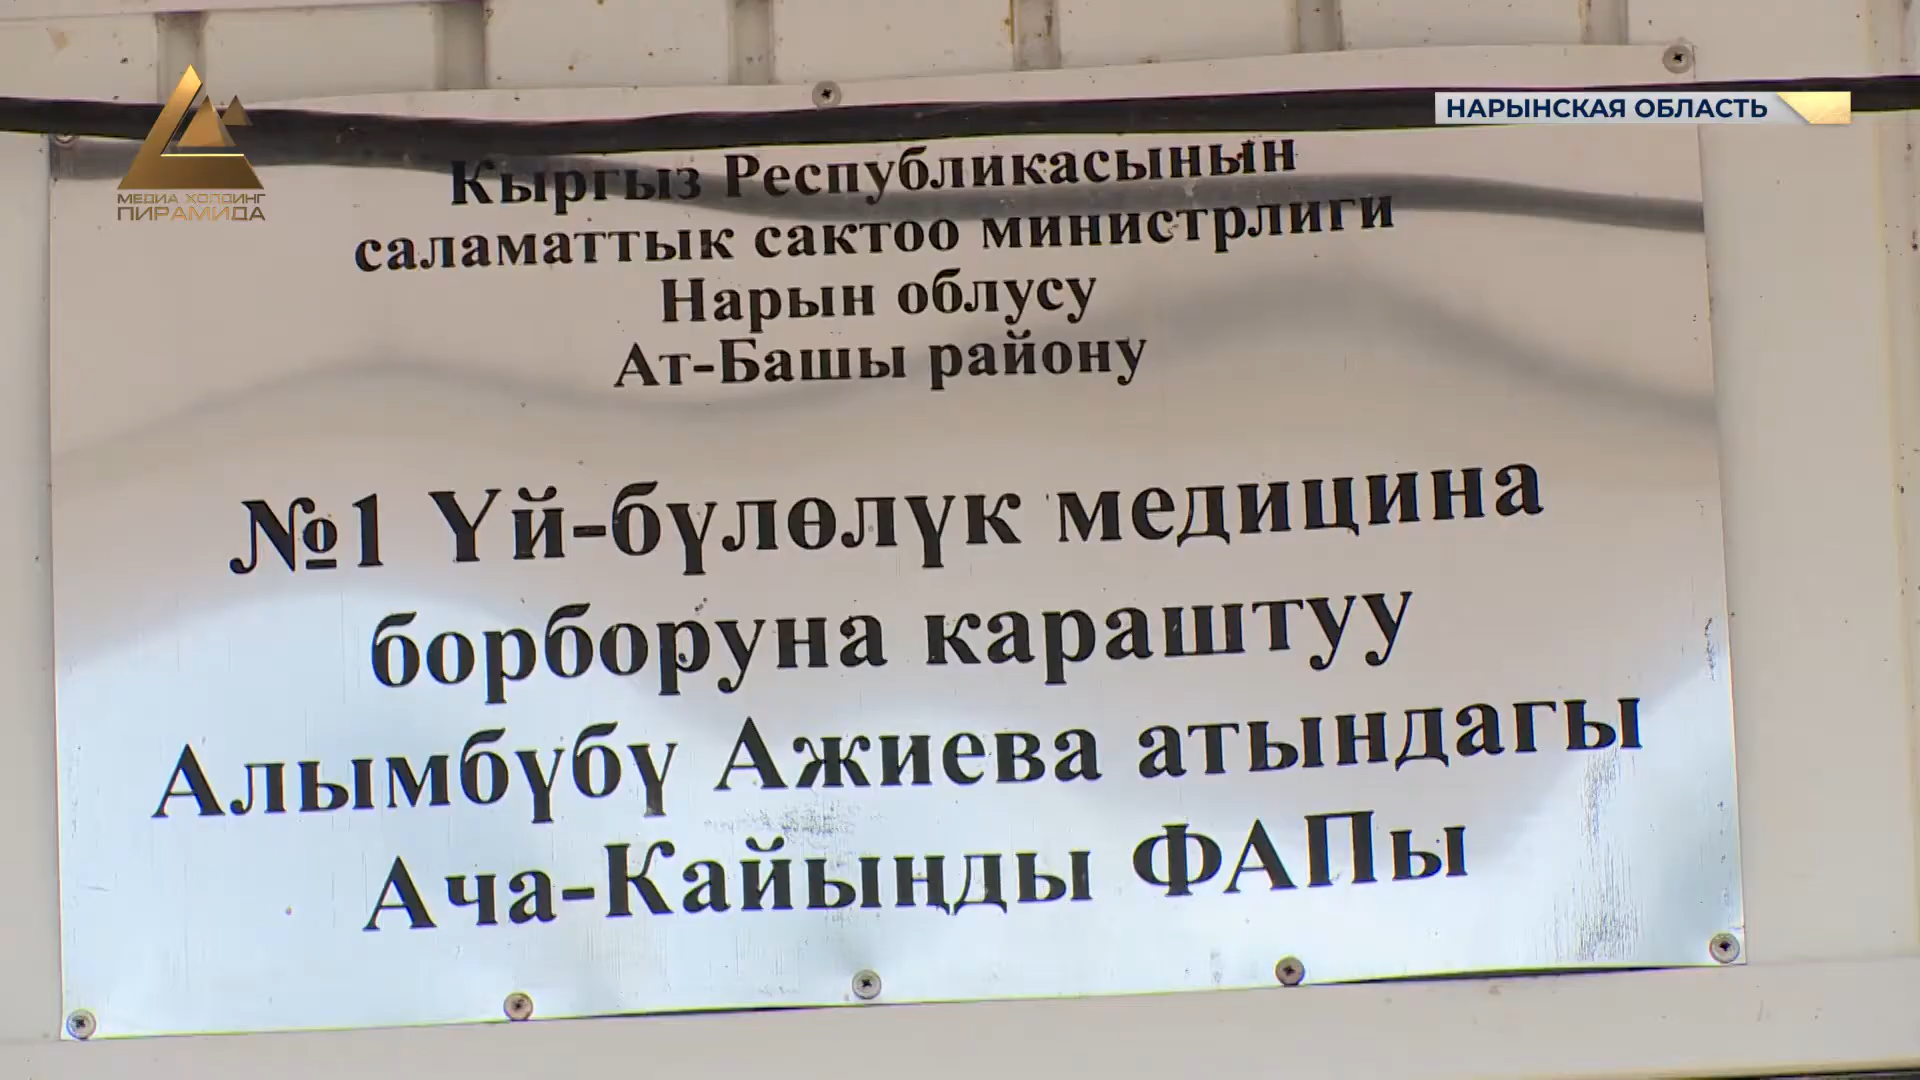 НАРЫНСКАЯ ОБЛАСТЬ
МЕДИА ХОЛДИНГ
ПИРАМИДА
Кыргыз Республикасынын
саламаттык сактоо министрлиги
Нарын облусу
Ат-Башы району
№1 Үй-бүлөлүк медицина
борборуна караштуу
Алымбүбү Ажиева атындагы
Ача-Кайыңды ФАПы